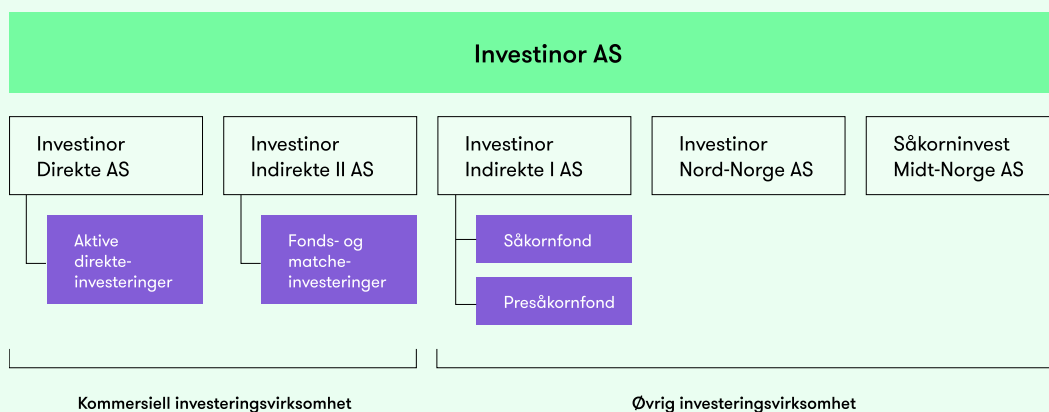 Investinor AS
Investinor
Direkte AS
Investinor
Indirekte II AS
Investinor
Indirekte I AS
Investinor
Nord-Norge AS
Såkorninvest
Midt-Norge AS
Aktive
direkte-
investeringer
Fonds- og
matche-
investeringer
Såkornfond
Presåkornfond
Kommersiell investeringsvirksomhet
Øvrig investeringsvirksomhet